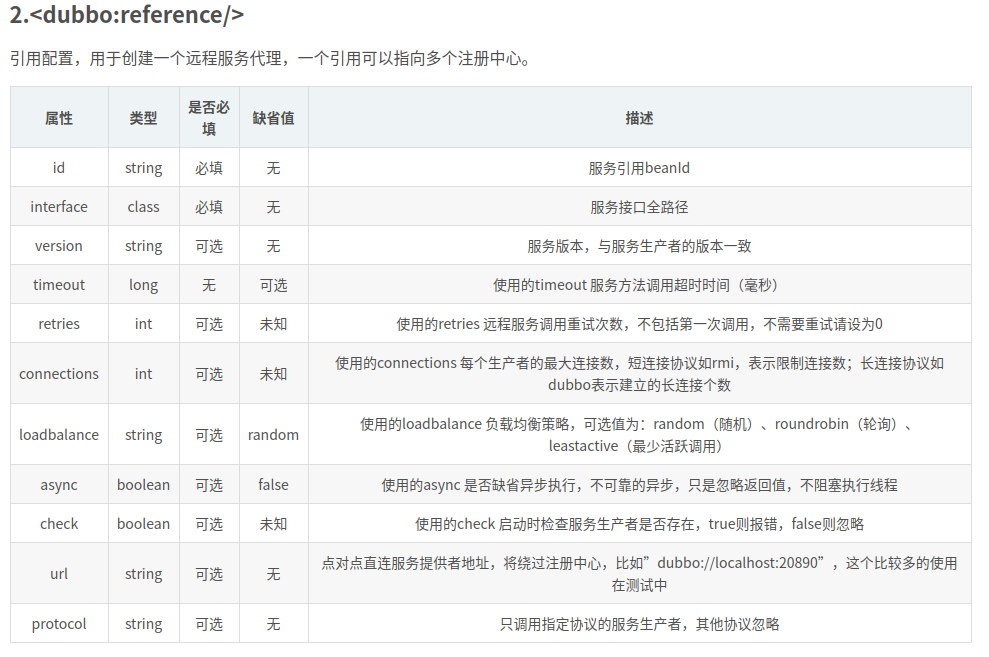 2.<dubbo:reference/>
引用配置，用于创建一个远程服务代理，一个引用可以指向多个注册中心。
属性 类型 是否必填 缺省值 描述
id string 必填 无 服务引用beanId
interface class 必填 无 服务接口全路径
version string 可选 无 服务版本，与服务生产者的版本一致
timeout long 无 可选 使用的timeout 服务方法调用超时时间（毫秒）
retries int 可选 未知 使用的retries 远程服务调用重试次数，不包括第一次调用，不需要重试请设为0
connections int 可选 未知 使用的connections 每个生产者的最大连接数，短连接协议如rmi，表示限制连接数；长连接协议如
dubbo表示建立的长连接个数
loadbalance string 可选 random 使用的loadbalance 负载均衡策略，可选值为：random（随机）、roundrobin（轮询）、
leastactive（最少活跃调用）
async boolean 可选 false 使用的async 是否缺省异步执行，不可靠的异步，只是忽略返回值，不阻塞执行线程
check boolean 可选 未知 使用的check 启动时检查服务生产者是否存在，true则报错，false则忽略
url string 可选 无 点对点直连服务提供者地址，将绕过注册中心，比如”dubbo://localhost:20890”，这个比较多的使用
在测试中
protocol string 可选 无 只调用指定协议的服务生产者，其他协议忽略